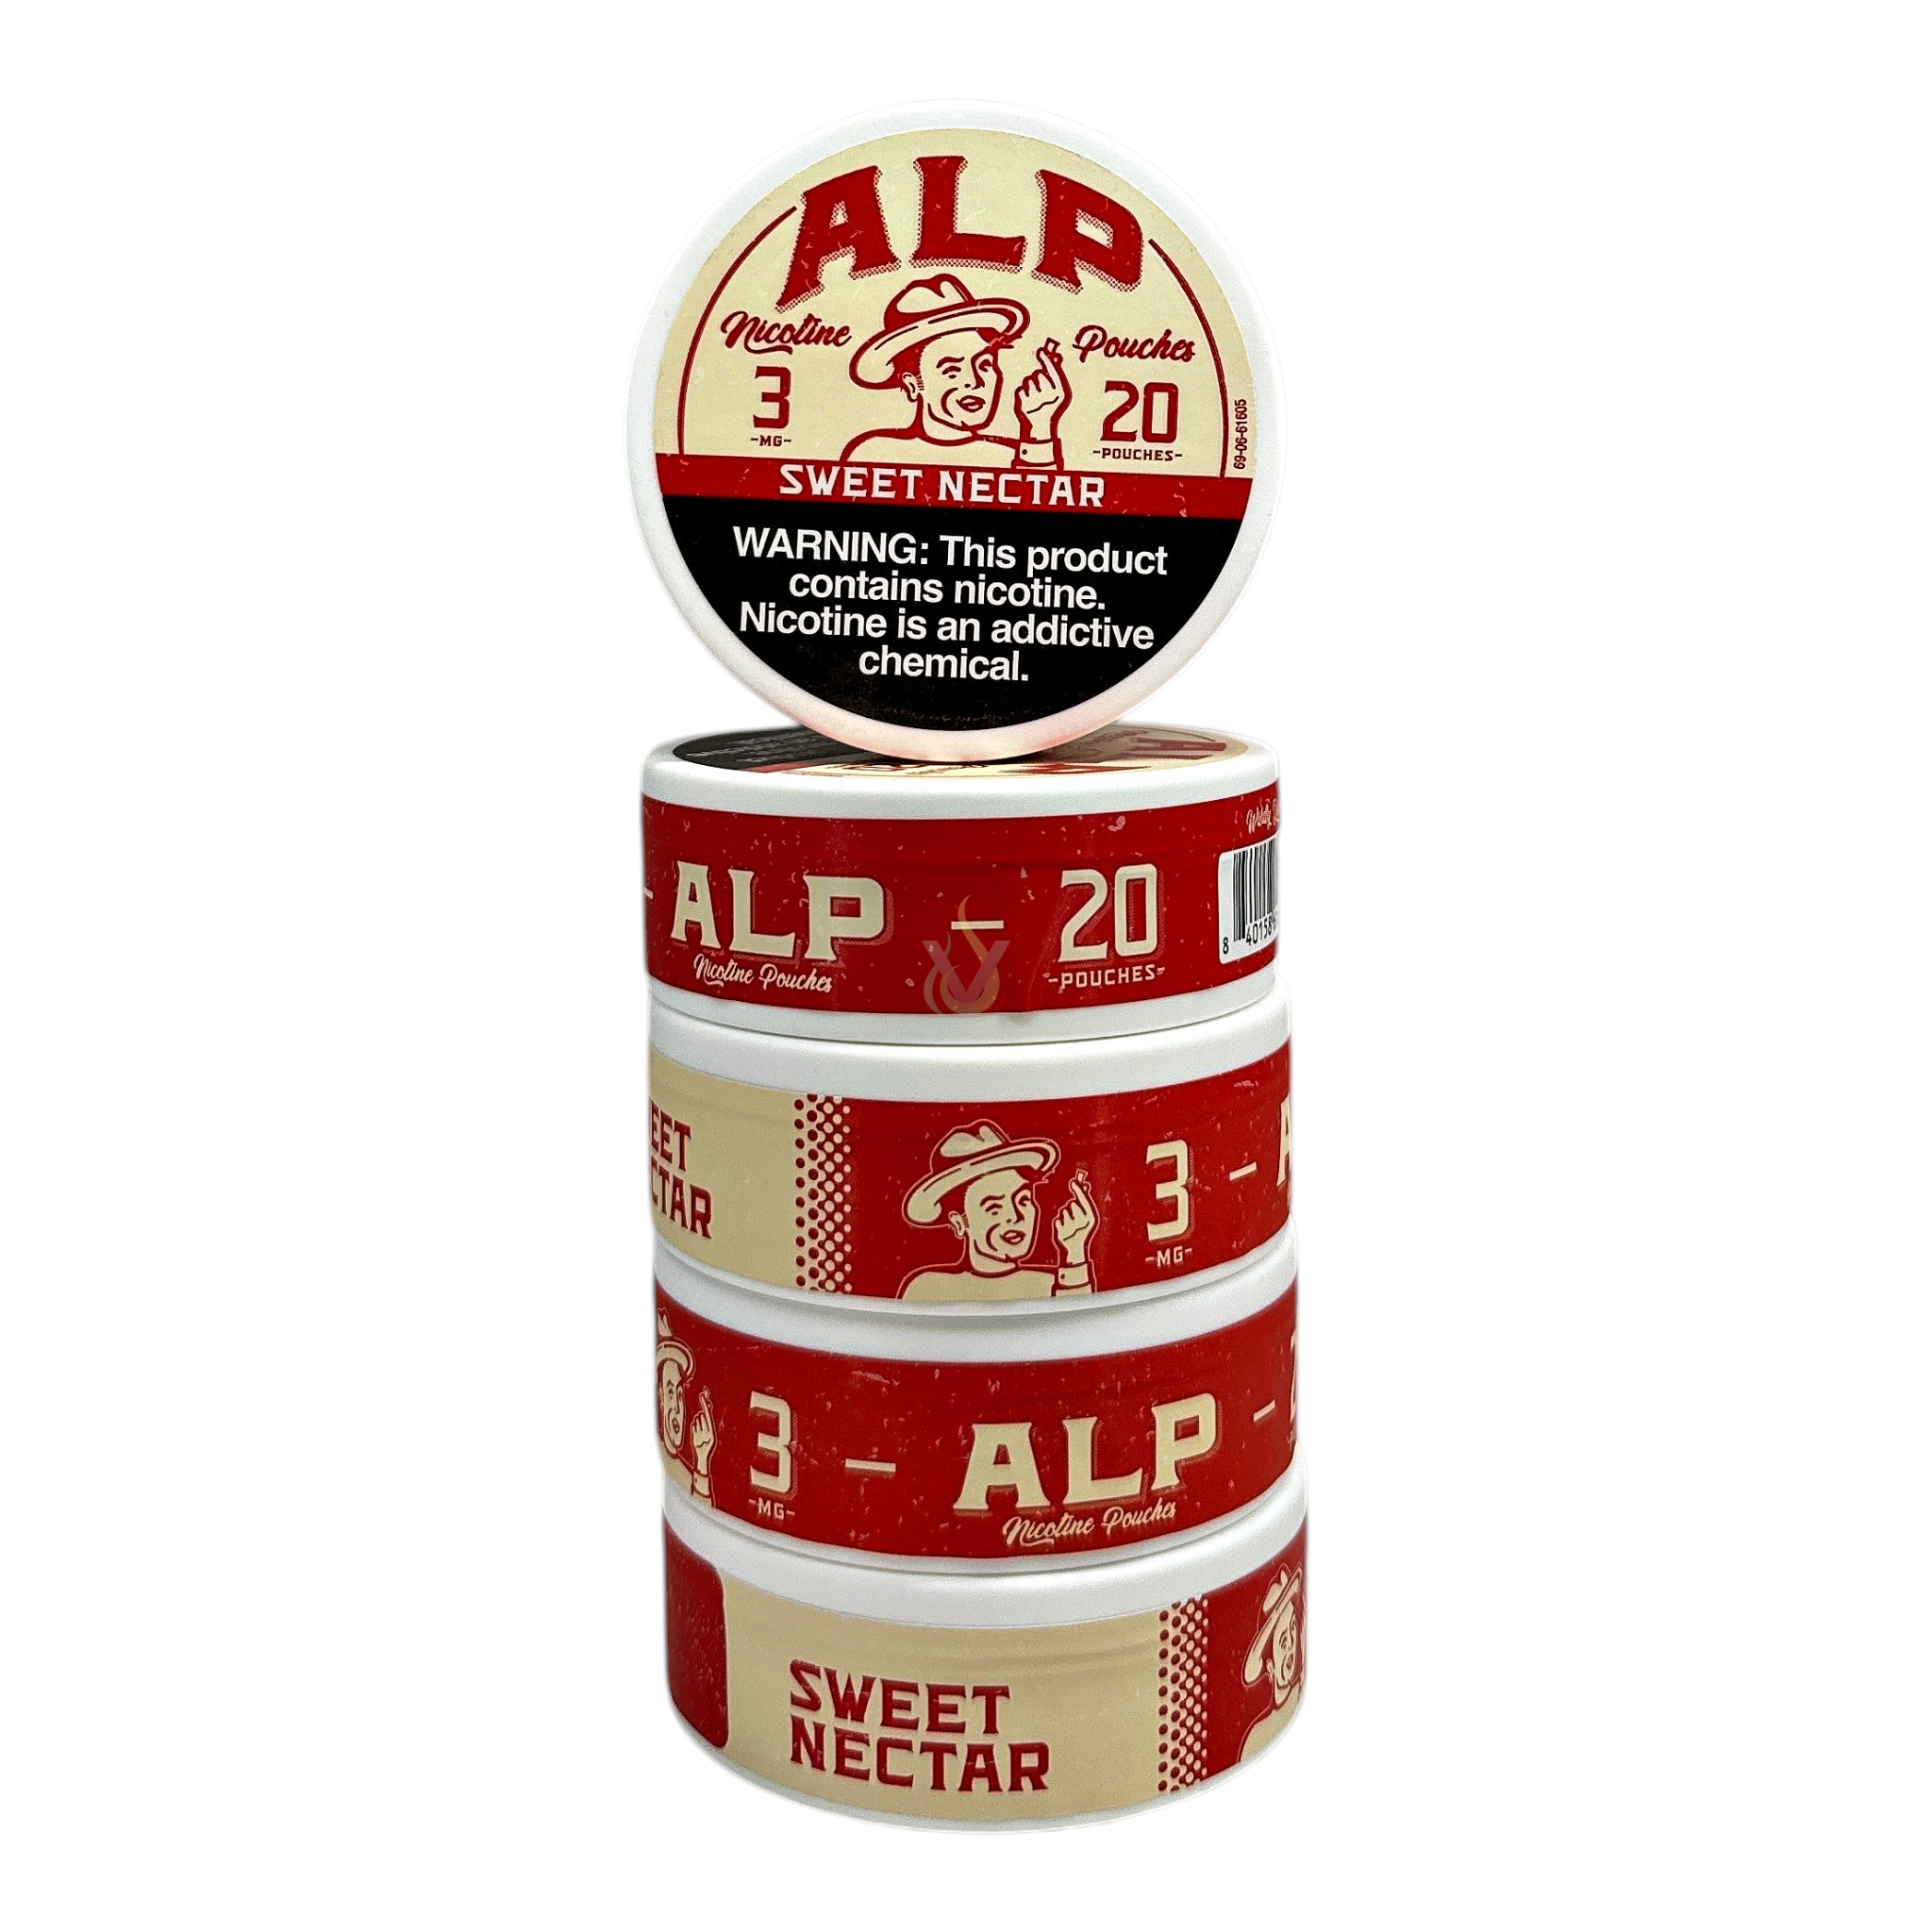 ALP
Nicotine Pouches
3 20
-MG- -POUCHES-
69-06-61605
SWEET NECTAR
WARNING: This product
contains nicotine.
Nicotine is an addictive
chemical.
- ALP - 20
Nicotine Pouches -POUCHES-
8 40158
EET
CTAR
3 - A
-MG-
3 - ALP -
-MG- Nicotine Pouches
SWEET
NECTAR